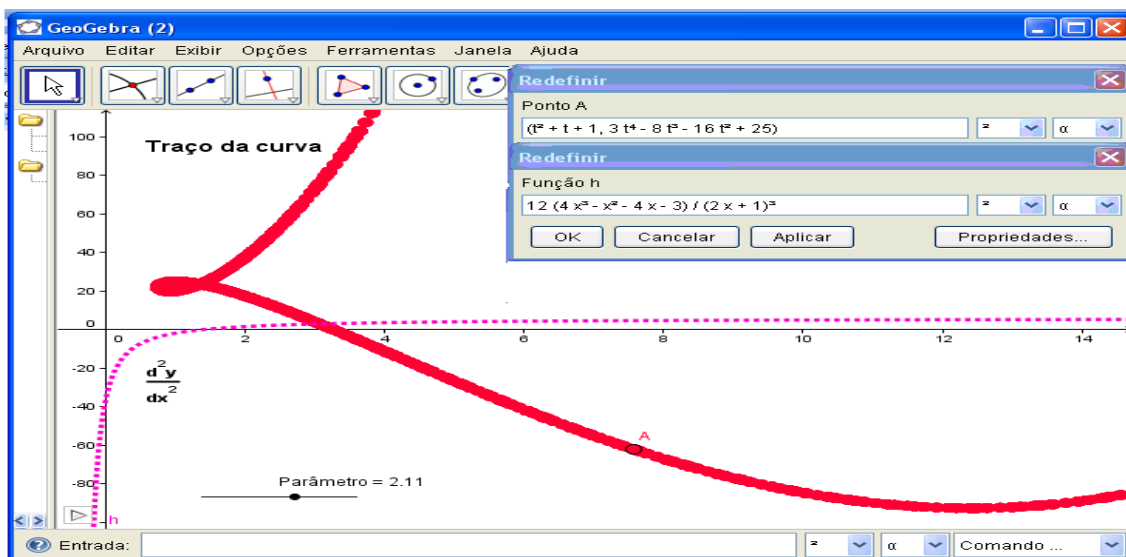 GeoGebra (2)
Arquivo Editar Exibir Opções Ferramentas Janela Ajuda
Redefinir
Ponto A
(t² + t + 1, 3 t⁴ - 8 t³ - 16 t² + 25)
² α
Redefinir
Função h
12 (4 x³ - x² - 4 x - 3) / (2 x + 1)³
² α
OK Cancelar Aplicar Propriedades...
Traço da curva
100
80
60
40
20
0
0 2 4 6 8 10 12 14
-20
d²y
dx²
-40
-60
A
-80
Parâmetro = 2.11
h
Entrada: ² α Comando ...